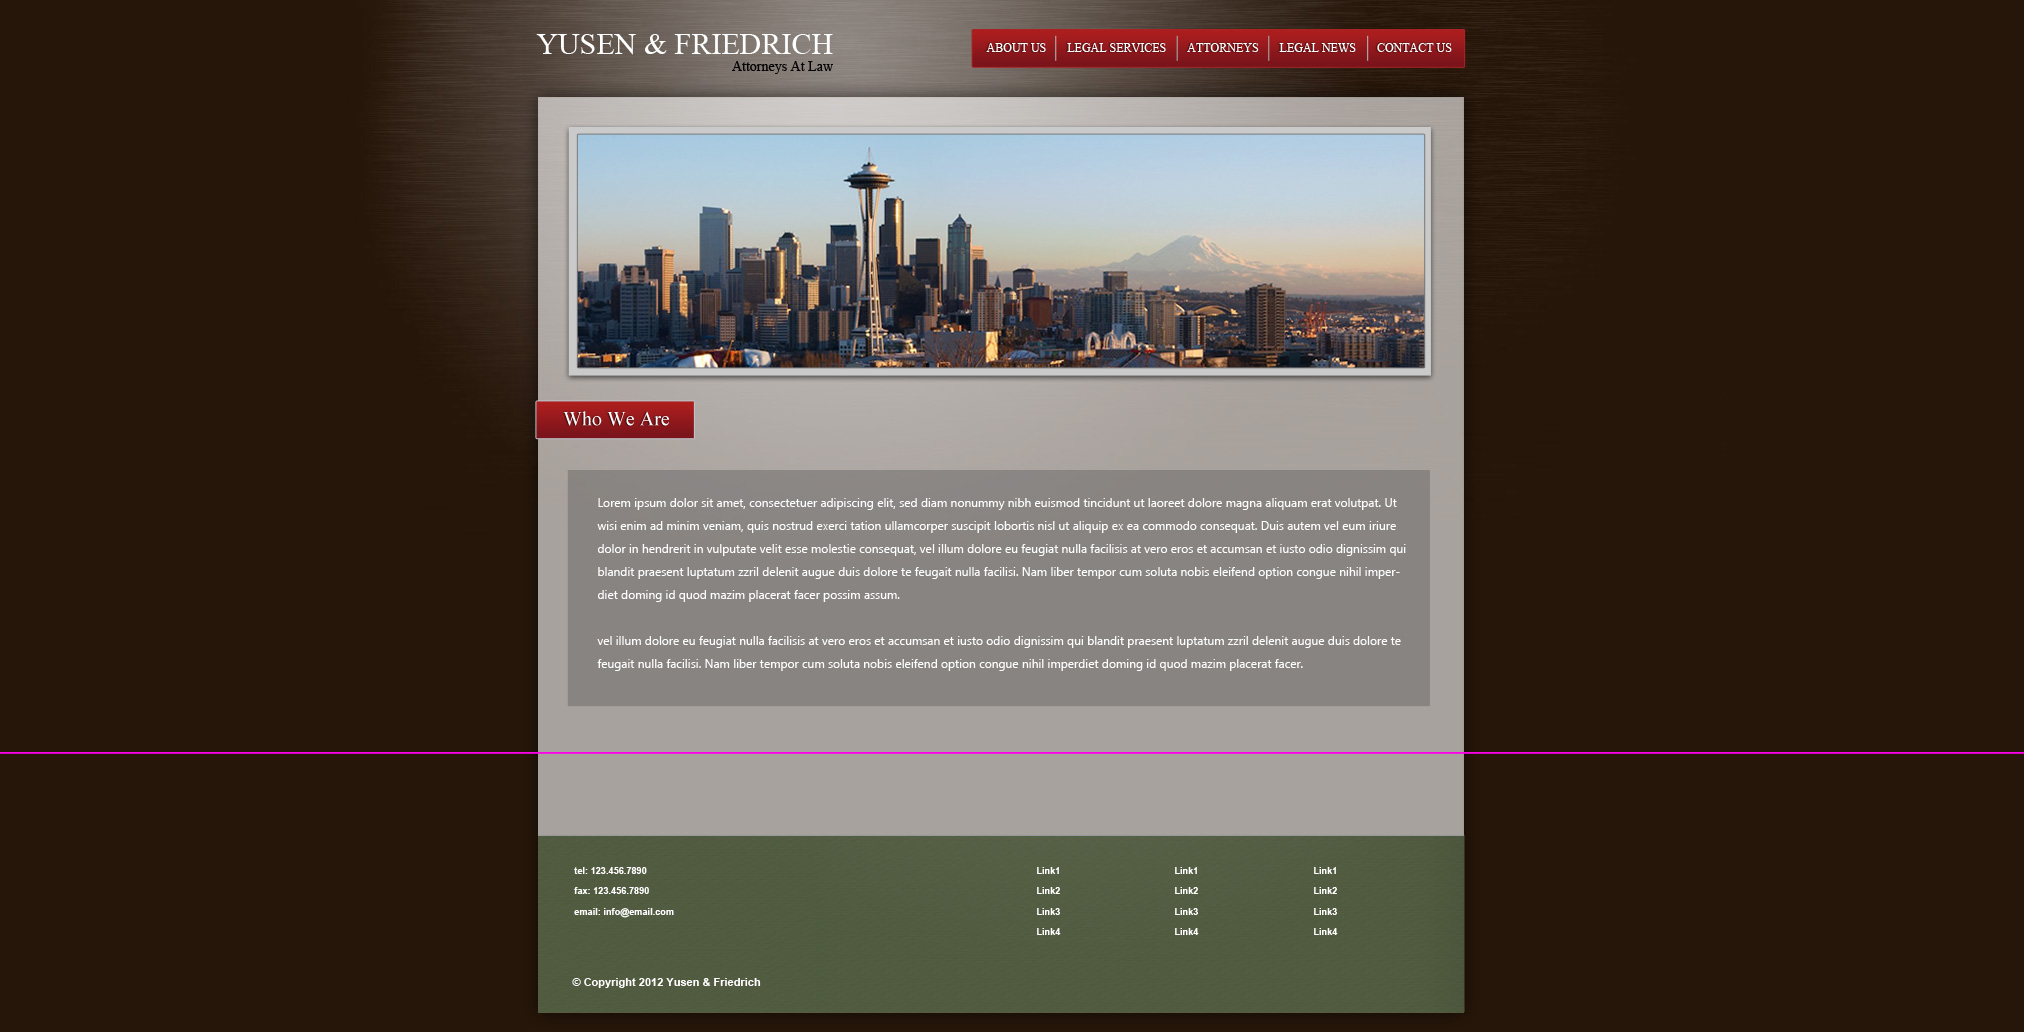 YUSEN & FRIEDRICH
Attorneys At Law
ABOUT US LEGAL SERVICES ATTORNEYS LEGAL NEWS CONTACT US
Who We Are
Lorem ipsum dolor sit amet, consectetuer adipiscing elit, sed diam nonummy nibh euismod tincidunt ut laoreet dolore magna aliquam erat volutpat. Ut
wisi enim ad minim veniam, quis nostrud exerci tation ullamcorper suscipit lobortis nisl ut aliquip ex ea commodo consequat. Duis autem vel eum iriure
dolor in hendrerit in vulputate velit esse molestie consequat, vel illum dolore eu feugiat nulla facilisis at vero eros et accumsan et iusto odio dignissim qui
blandit praesent luptatum zzril delenit augue duis dolore te feugait nulla facilisi. Nam liber tempor cum soluta nobis eleifend option congue nihil imper-
diet doming id quod mazim placerat facer possim assum.
vel illum dolore eu feugiat nulla facilisis at vero eros et accumsan et iusto odio dignissim qui blandit praesent luptatum zzril delenit augue duis dolore te
feugait nulla facilisi. Nam liber tempor cum soluta nobis eleifend option congue nihil imperdiet doming id quod mazim placerat facer.
tel: 123.456.7890 Link1 Link1 Link1
fax: 123.456.7890 Link2 Link2 Link2
email: info@email.com Link3 Link3 Link3
Link4 Link4 Link4
© Copyright 2012 Yusen & Friedrich